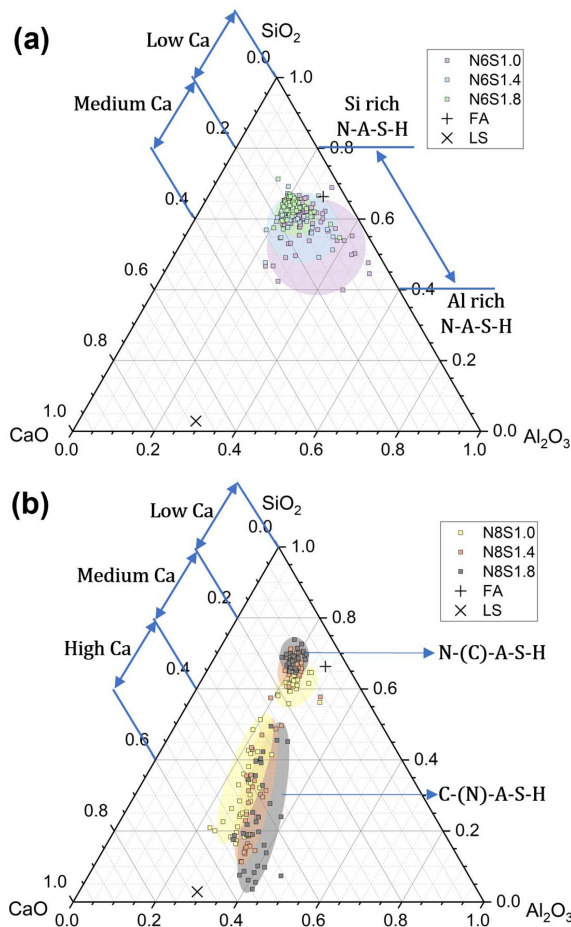 (a)
SiO₂
Low Ca
0.0
1.0
N6S1.0
N6S1.4
N6S1.8
FA
LS
Medium Ca
Si rich
N-A-S-H
0.2
0.8
0.4
0.6
0.6
0.4
Al rich
N-A-S-H
0.8
0.2
1.0
0.0
CaO
Al₂O₃
0.0
0.2
0.4
0.6
0.8
1.0
(b)
SiO₂
Low Ca
0.0
1.0
N8S1.0
N8S1.4
N8S1.8
FA
LS
Medium Ca
0.2
0.8
N-(C)-A-S-H
High Ca
0.4
0.6
0.6
0.4
C-(N)-A-S-H
0.8
0.2
1.0
0.0
CaO
Al₂O₃
0.0
0.2
0.4
0.6
0.8
1.0